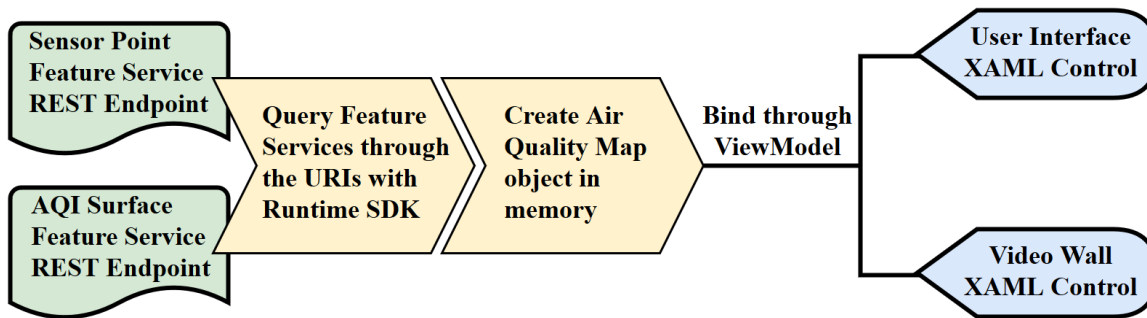 Sensor Point
Feature Service
REST Endpoint
AQI Surface
Feature Service
REST Endpoint
Query Feature
Services through
the URIs with
Runtime SDK
Create Air
Quality Map
object in
memory
Bind through
ViewModel
User Interface
XAML Control
Video Wall
XAML Control